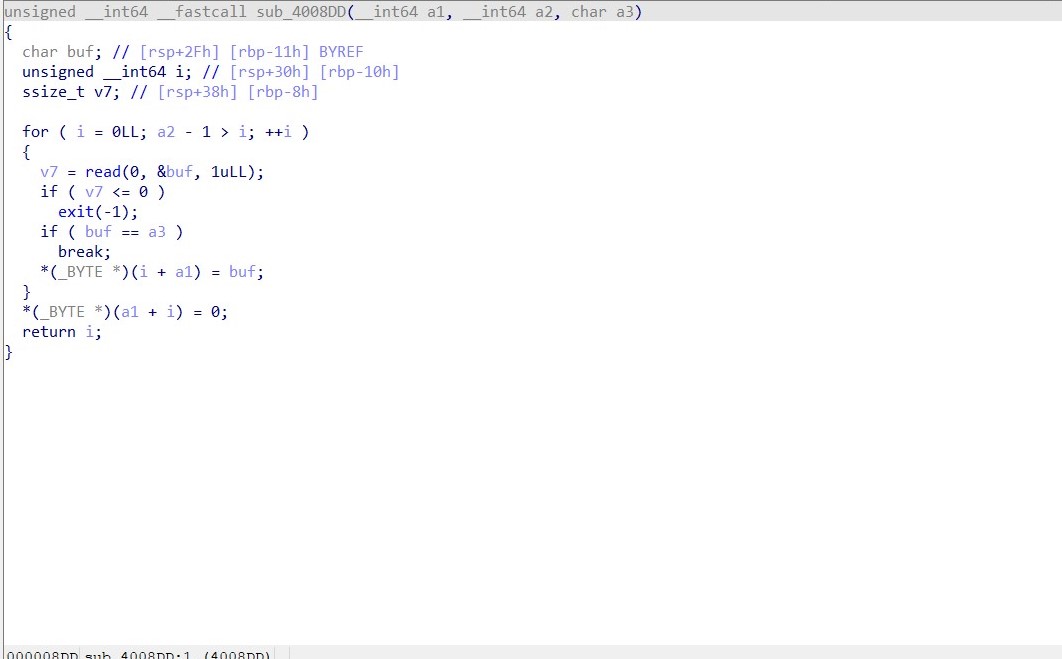 unsigned __int64 __fastcall sub_4008DD(__int64 a1, __int64 a2, char a3)
{
  char buf; // [rsp+2Fh] [rbp-11h] BYREF
  unsigned __int64 i; // [rsp+30h] [rbp-10h]
  ssize_t v7; // [rsp+38h] [rbp-8h]

  for ( i = 0LL; a2 - 1 > i; ++i )
  {
    v7 = read(0, &buf, 1uLL);
    if ( v7 <= 0 )
      exit(-1);
    if ( buf == a3 )
      break;
    *(_BYTE *)(i + a1) = buf;
  }
  *(_BYTE *)(a1 + i) = 0;
  return i;
}
000008DD sub_4008DD:1 (4008DD)